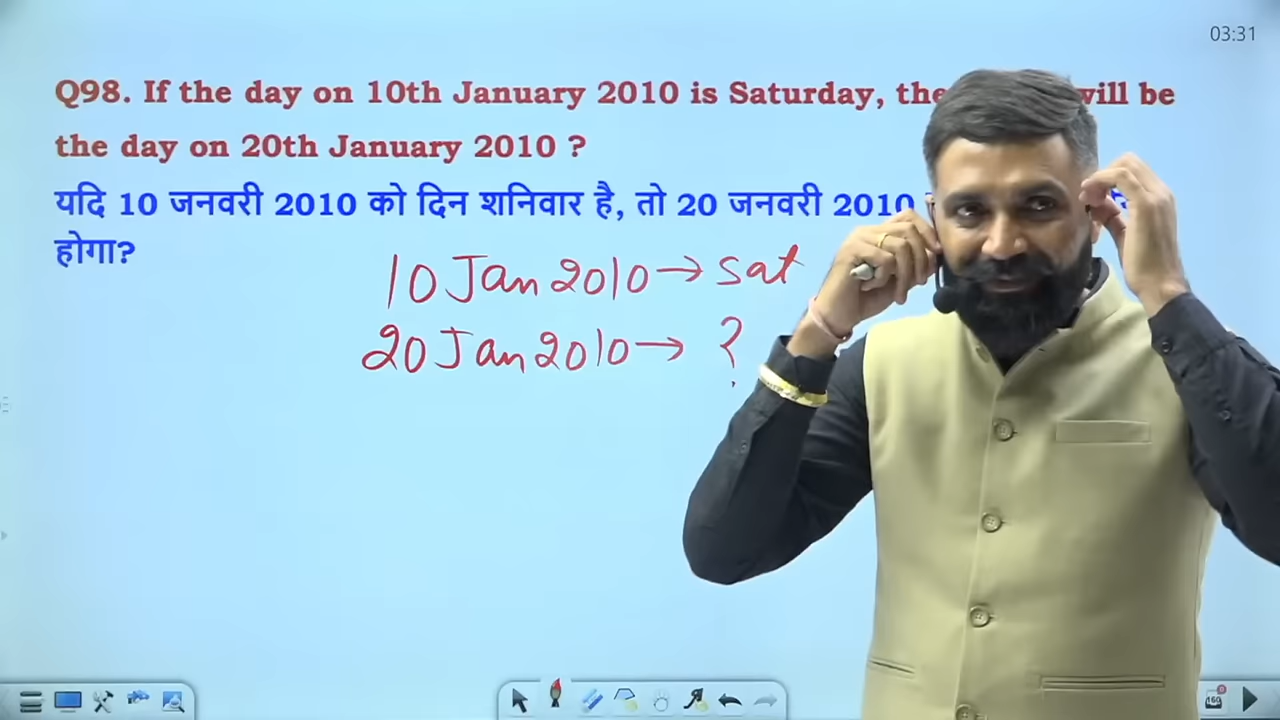 03:31
Q98. If the day on 10th January 2010 is Saturday, will be
the day on 20th January 2010 ?
यदि 10 जनवरी 2010 को दिन शनिवार है, तो 20 जनवरी 2010
होगा?
10 Jan 2010→ sat
20 Jan 2010→ ?